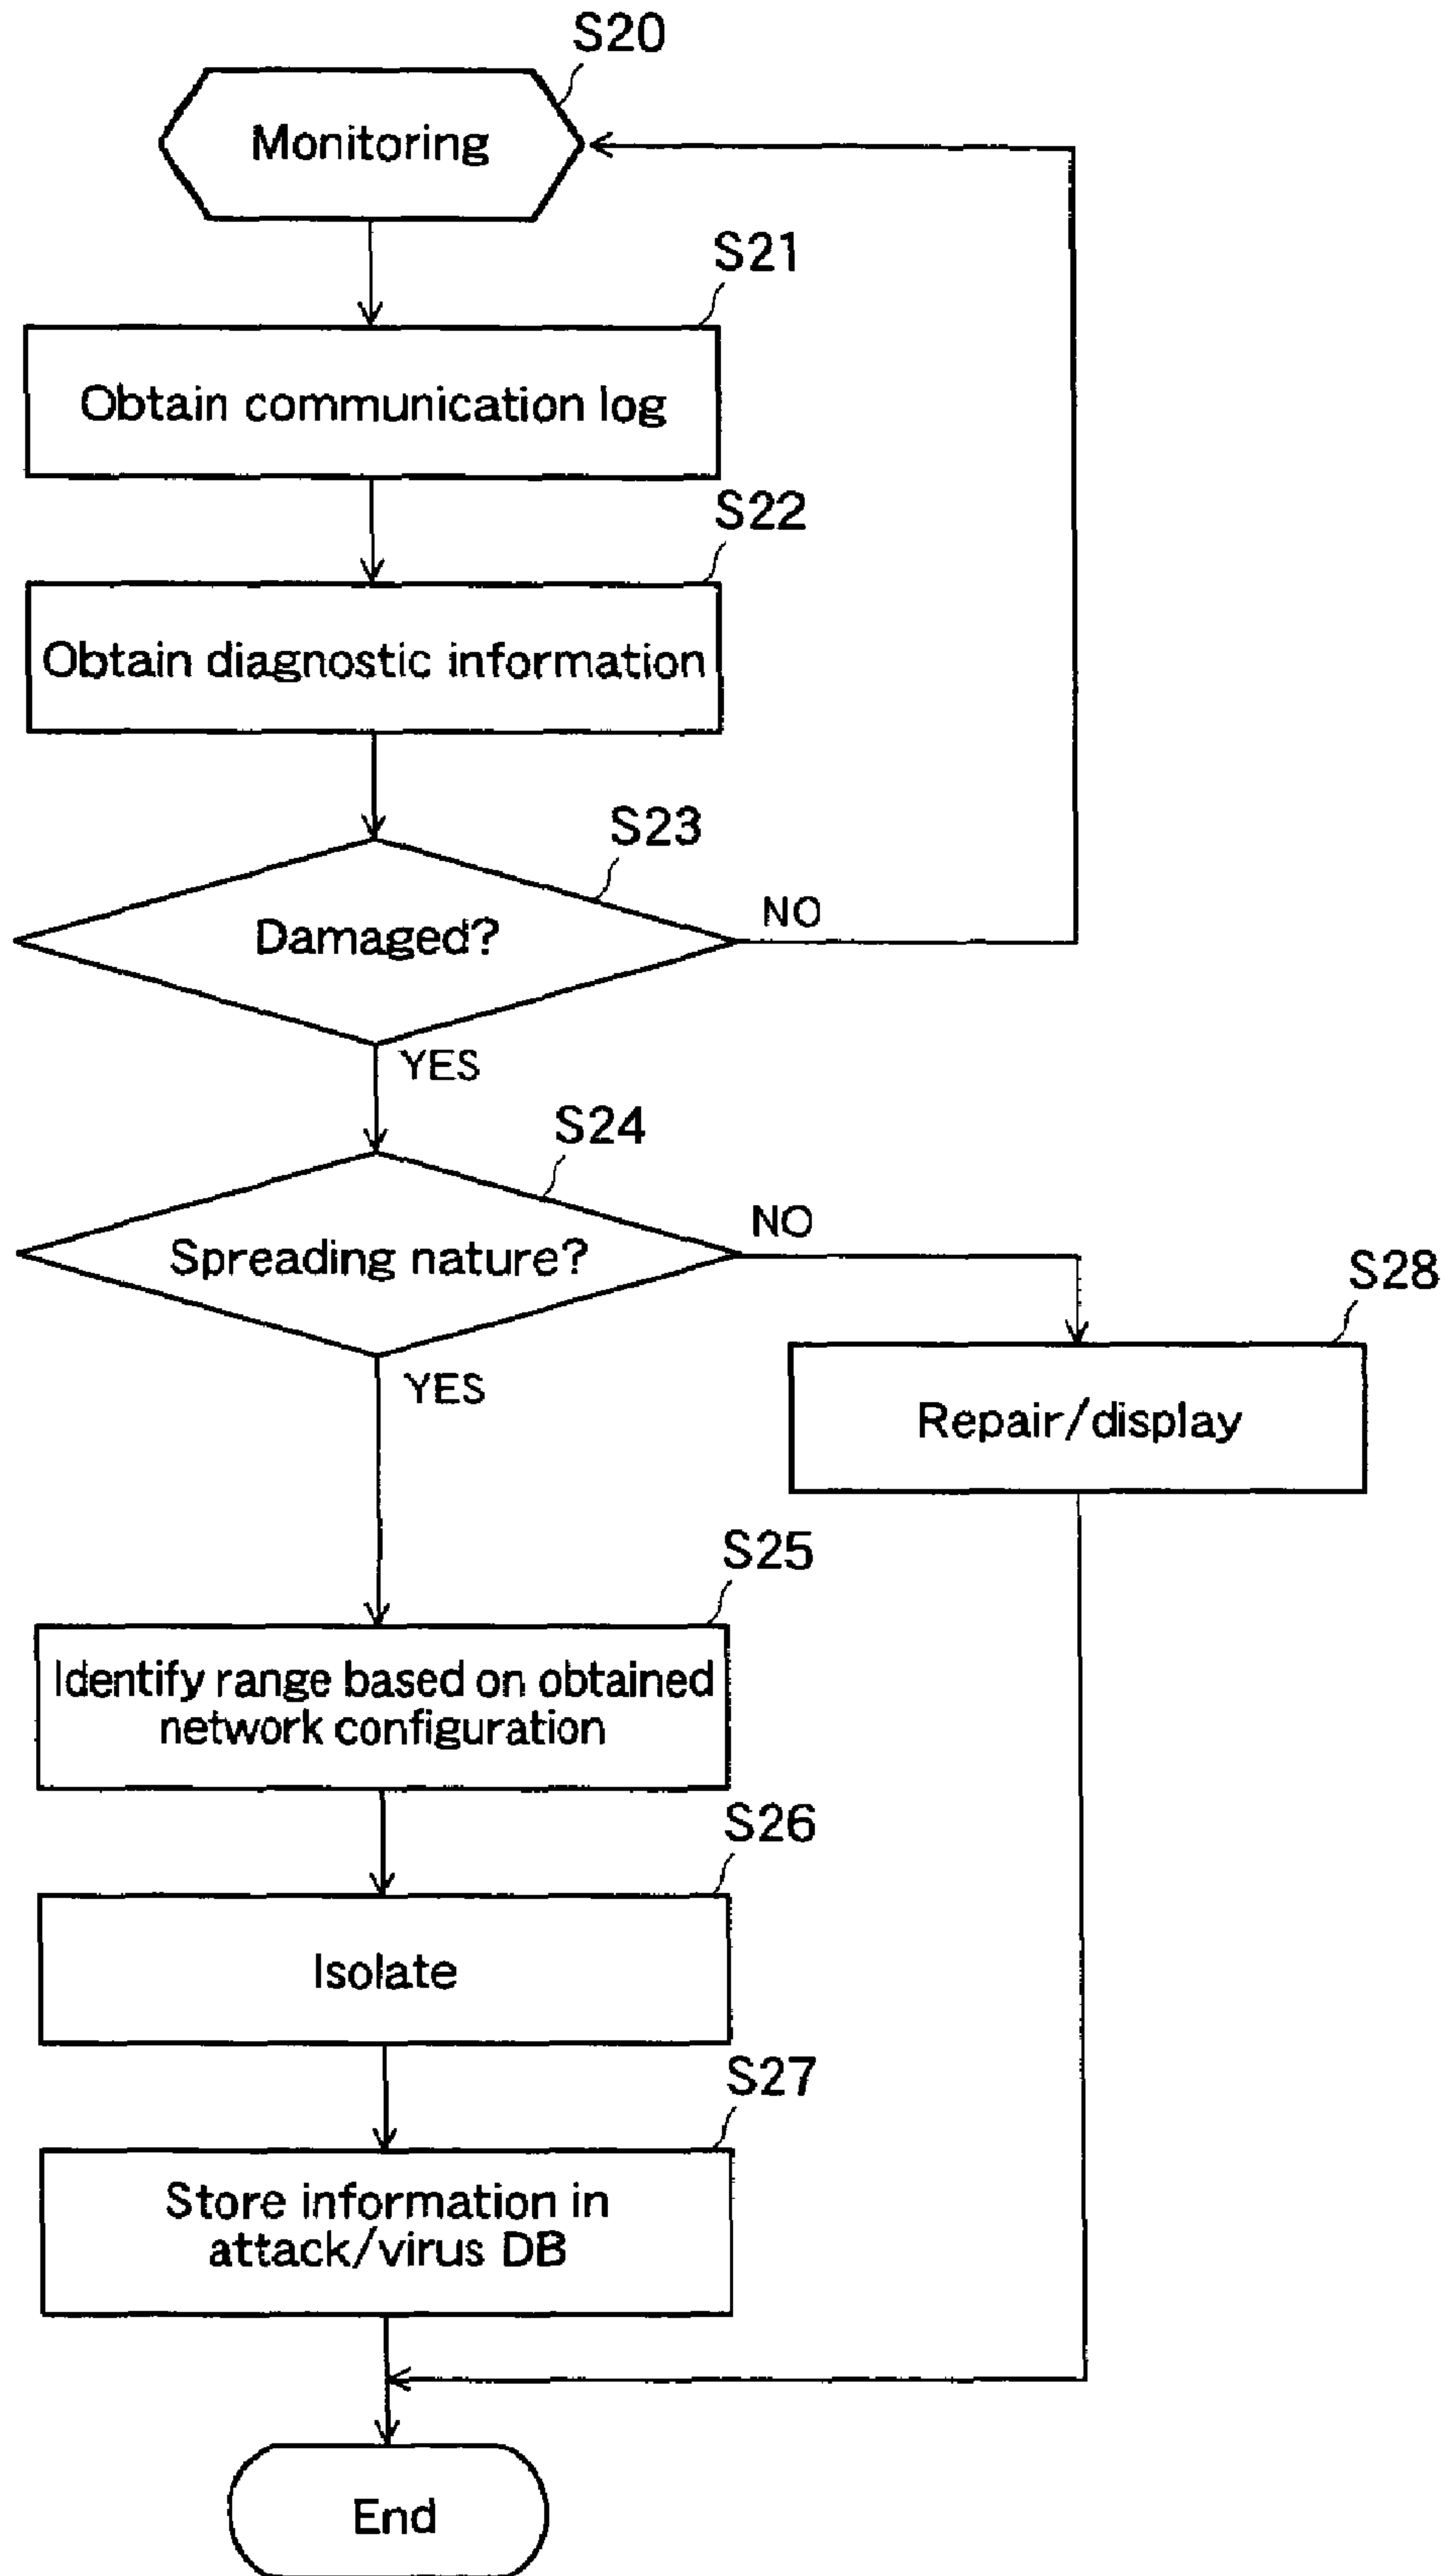 S20
Monitoring
S21
Obtain communication log
S22
Obtain diagnostic information
S23
Damaged?
NO
YES
S24
Spreading nature?
NO
YES
S28
Repair/display
S25
Identify range based on obtained
network configuration
S26
Isolate
S27
Store information in
attack/virus DB
End